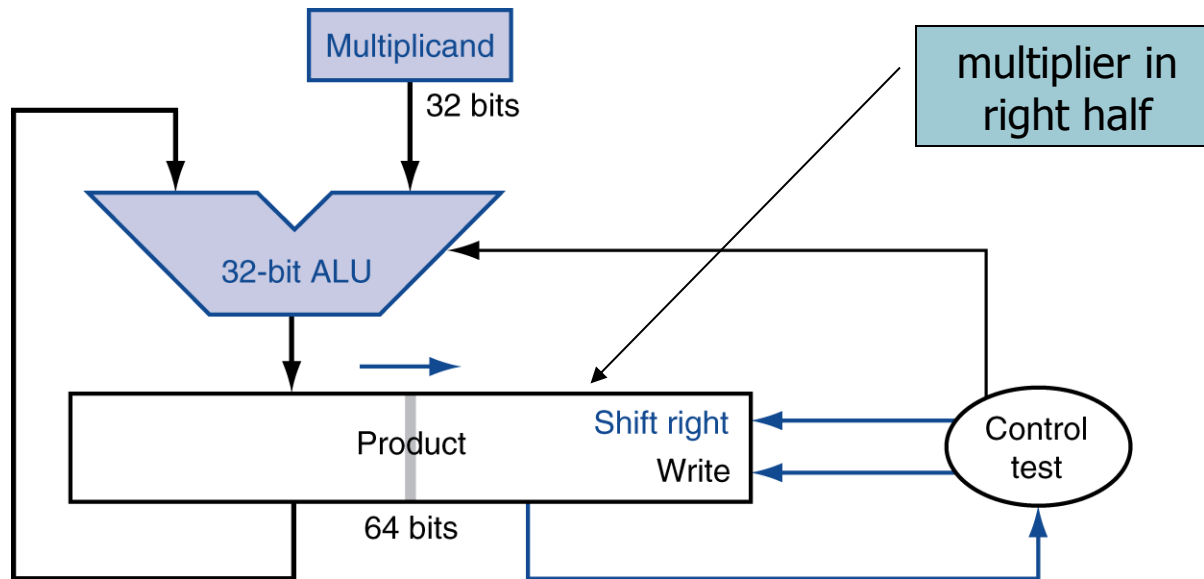 Multiplicand
multiplier in
right half
32 bits
32-bit ALU
Product
Shift right
Write
Control
test
64 bits